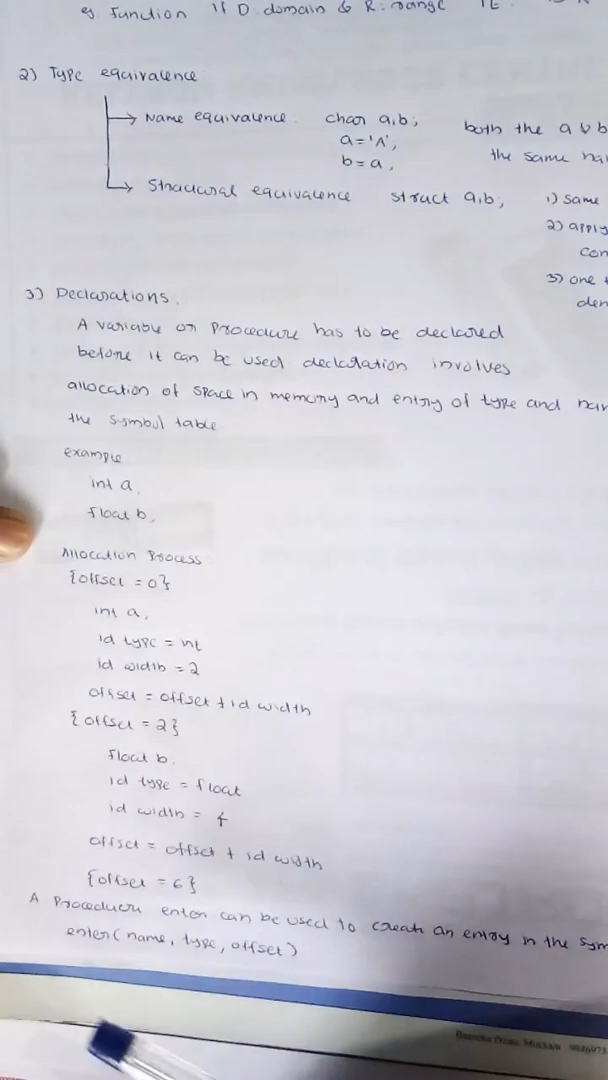 eg function if D: domain & R: range
2) Type equivalence
Name equivalence. char a,b; both the a & b
a='A', the same
b=a,
Structural equivalence struct a,b; 1) same
2) apply
con
3) one
den
3) Declarations.
A variable or Procedure has to be declared
before it can be used declaration involves
allocation of space in memory and entry of type and nam
the symbol table
example
int a,
float b,
Allocation Process
{offset = 0}
int a,
id type = int
id width = 2
offset = offset + id width
{offset = 2}
float b.
id type = float
id width = 4
offset = offset + id width
{offset = 6}
A Procedure enter can be used to create an entry in the sym
enter(name, type, offset)